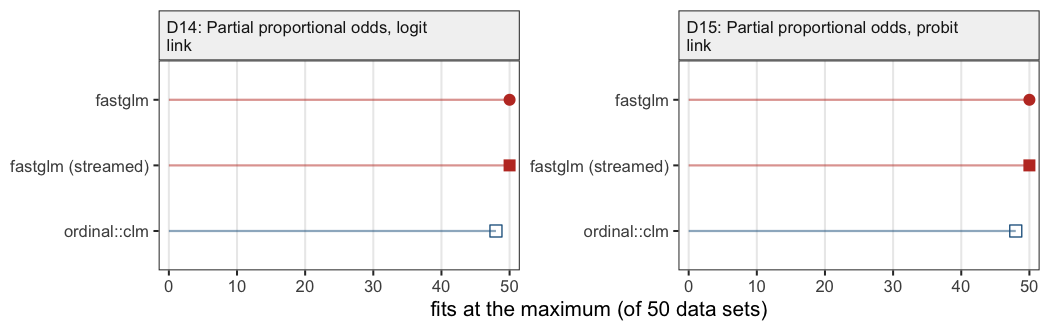 D14: Partial proportional odds, logit
link
fastglm
fastglm (streamed)
ordinal::clm
0 10 20 30 40 50
D15: Partial proportional odds, probit
link
fastglm
fastglm (streamed)
ordinal::clm
0 10 20 30 40 50
fits at the maximum (of 50 data sets)